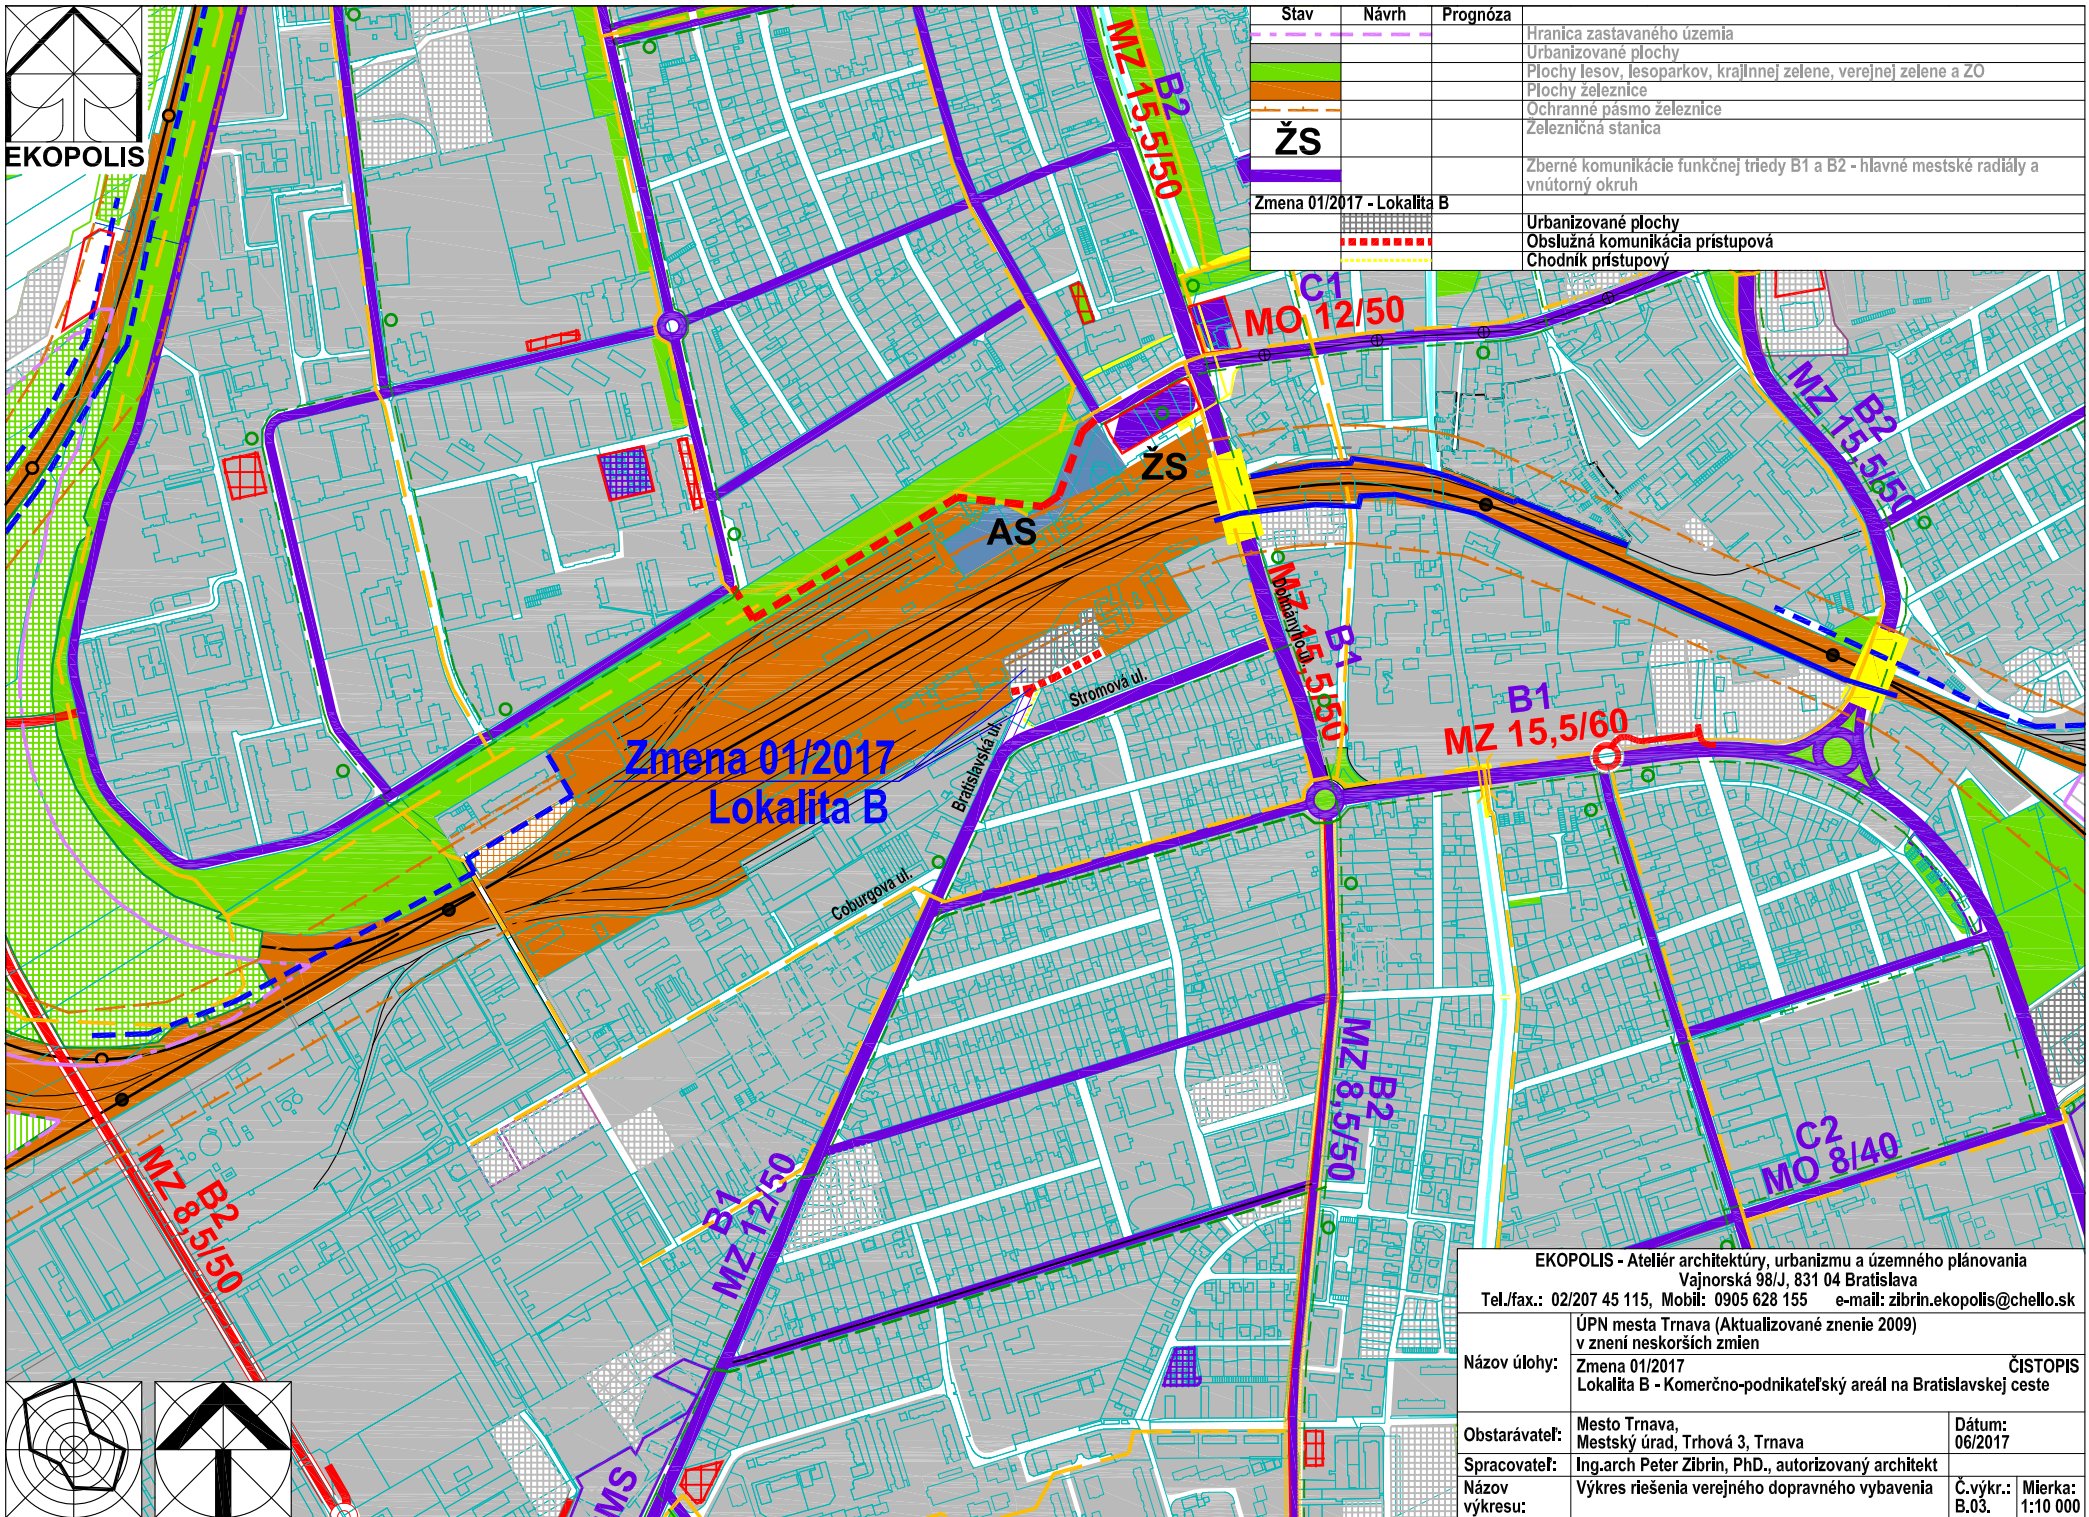 EKOPOLIS
Stav Návrh Prognóza
Hranica zastavaného územia
Urbanizované plochy
Plochy lesov, lesoparkov, krajInnej zelene, verejnej zelene a ZO
Plochy železnice
Ochranné pásmo železnice
ŽS Železničná stanica
Zberné komunikácie funkčnej triedy B1 a B2 - hlavné mestské radiály a
vnútorný okruh
Zmena 01/2017 - Lokalita B
Urbanizované plochy
Obslužná komunikácia prístupová
Chodník prístupový
B2
MZ 15,5/50
C1
MO 12/50
B2
MZ 15,5/50
ŽS
AS
Dohnányho ul.
B1
MZ 15,5/50
Stromová ul.
Bratislavská ul.
Coburgova ul.
Zmena 01/2017
Lokalita B
B1
MZ 15,5/60
B2
MZ 8,5/50
C2
MO 8/40
B1
MZ 12/50
B2
MZ 8,5/50
MS
EKOPOLIS - Ateliér architektúry, urbanizmu a územného plánovania
Vajnorská 98/J, 831 04 Bratislava
Tel./fax.: 02/207 45 115, Mobil: 0905 628 155 e-mail: zibrin.ekopolis@chello.sk
Názov úlohy:
ÚPN mesta Trnava (Aktualizované znenie 2009)
v znení neskorších zmien
Zmena 01/2017 ČISTOPIS
Lokalita B - Komerčno-podnikateľský areál na Bratislavskej ceste
Obstarávateľ:
Mesto Trnava,
Mestský úrad, Trhová 3, Trnava
Dátum:
06/2017
Spracovateľ: Ing.arch Peter Zibrin, PhD., autorizovaný architekt
Názov
výkresu:
Výkres riešenia verejného dopravného vybavenia
Č.výkr.:
B.03.
Mierka:
1:10 000